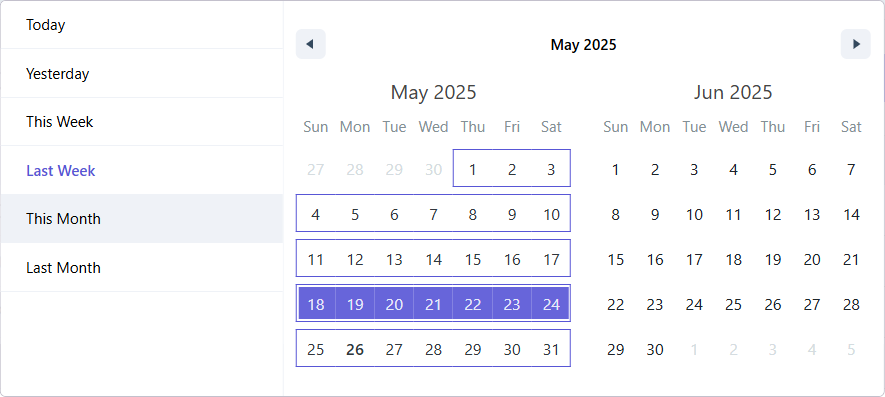 Today
Yesterday
This Week
Last Week
This Month
Last Month
May 2025
May 2025
Sun Mon Tue Wed Thu Fri Sat
27 28 29 30 1 2 3
4 5 6 7 8 9 10
11 12 13 14 15 16 17
18 19 20 21 22 23 24
25 26 27 28 29 30 31
Jun 2025
Sun Mon Tue Wed Thu Fri Sat
1 2 3 4 5 6 7
8 9 10 11 12 13 14
15 16 17 18 19 20 21
22 23 24 25 26 27 28
29 30 1 2 3 4 5